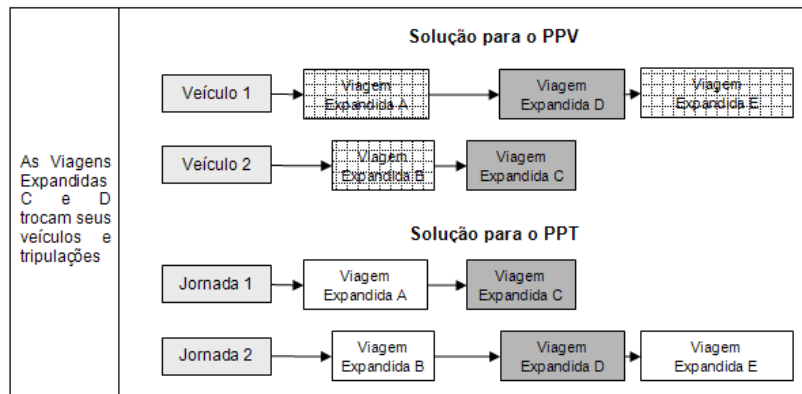 As Viagens
Expandidas
C e D
trocam seus
veículos e
tripulações
Solução para o PPV
Veículo 1
Viagem
Expandida A
Viagem
Expandida D
Viagem
Expandida E
Veículo 2
Viagem
Expandida B
Viagem
Expandida C
Solução para o PPT
Jornada 1
Viagem
Expandida A
Viagem
Expandida C
Jornada 2
Viagem
Expandida B
Viagem
Expandida D
Viagem
Expandida E